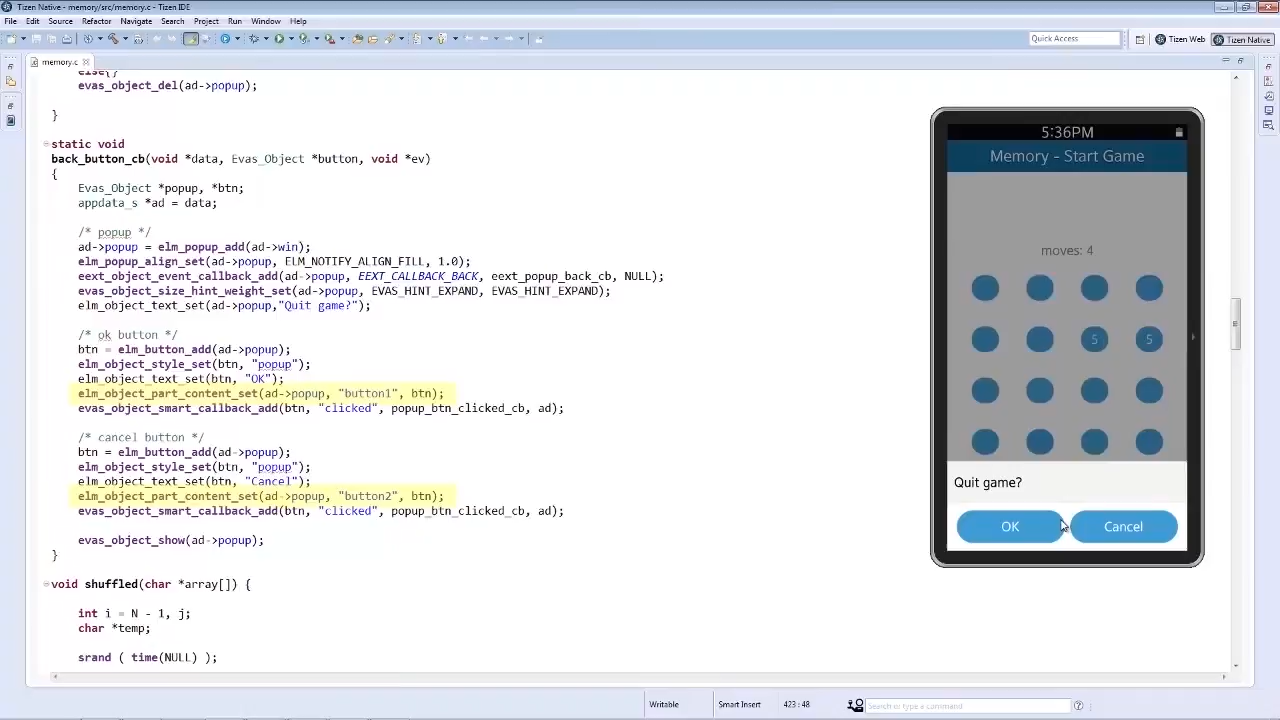 Tizen Native - memory/src/memory.c - Tizen IDE
File Edit Source Refactor Navigate Search Project Run Window Help
Quick Access
Tizen Web
Tizen Native
memory.c
else{}
evas_object_del(ad->popup);
}
static void
back_button_cb(void *data, Evas_Object *button, void *ev)
{
Evas_Object *popup, *btn;
appdata_s *ad = data;
/* popup */
ad->popup = elm_popup_add(ad->win);
elm_popup_align_set(ad->popup, ELM_NOTIFY_ALIGN_FILL, 1.0);
eext_object_event_callback_add(ad->popup, EEXT_CALLBACK_BACK, eext_popup_back_cb, NULL);
evas_object_size_hint_weight_set(ad->popup, EVAS_HINT_EXPAND, EVAS_HINT_EXPAND);
elm_object_text_set(ad->popup,"Quit game?");
/* ok button */
btn = elm_button_add(ad->popup);
elm_object_style_set(btn, "popup");
elm_object_text_set(btn, "OK");
elm_object_part_content_set(ad->popup, "button1", btn);
evas_object_smart_callback_add(btn, "clicked", popup_btn_clicked_cb, ad);
/* cancel button */
btn = elm_button_add(ad->popup);
elm_object_style_set(btn, "popup");
elm_object_text_set(btn, "Cancel");
elm_object_part_content_set(ad->popup, "button2", btn);
evas_object_smart_callback_add(btn, "clicked", popup_btn_clicked_cb, ad);
evas_object_show(ad->popup);
}
void shuffled(char *array[]) {
int i = N - 1, j;
char *temp;
srand ( time(NULL) );
5:36PM
Memory - Start Game
moves: 4
5 5
Quit game?
OK Cancel
Writable
Smart Insert
423:48
Search or type a command